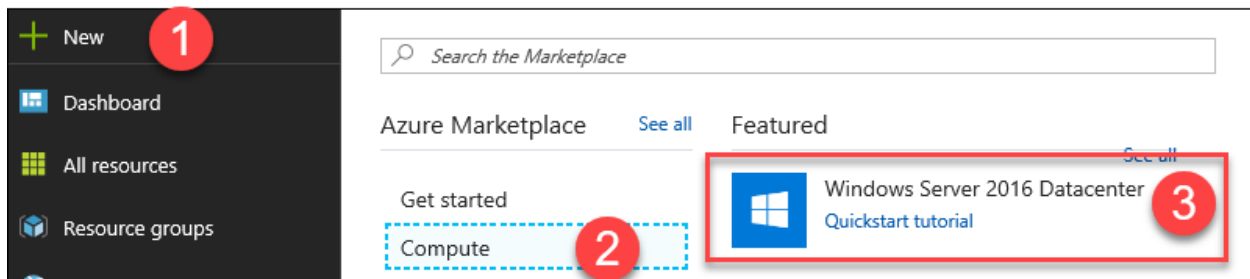 New
1
Dashboard
All resources
Resource groups
Search the Marketplace
Azure Marketplace
See all
Get started
Compute
2
Featured
See all
Windows Server 2016 Datacenter
Quickstart tutorial
3